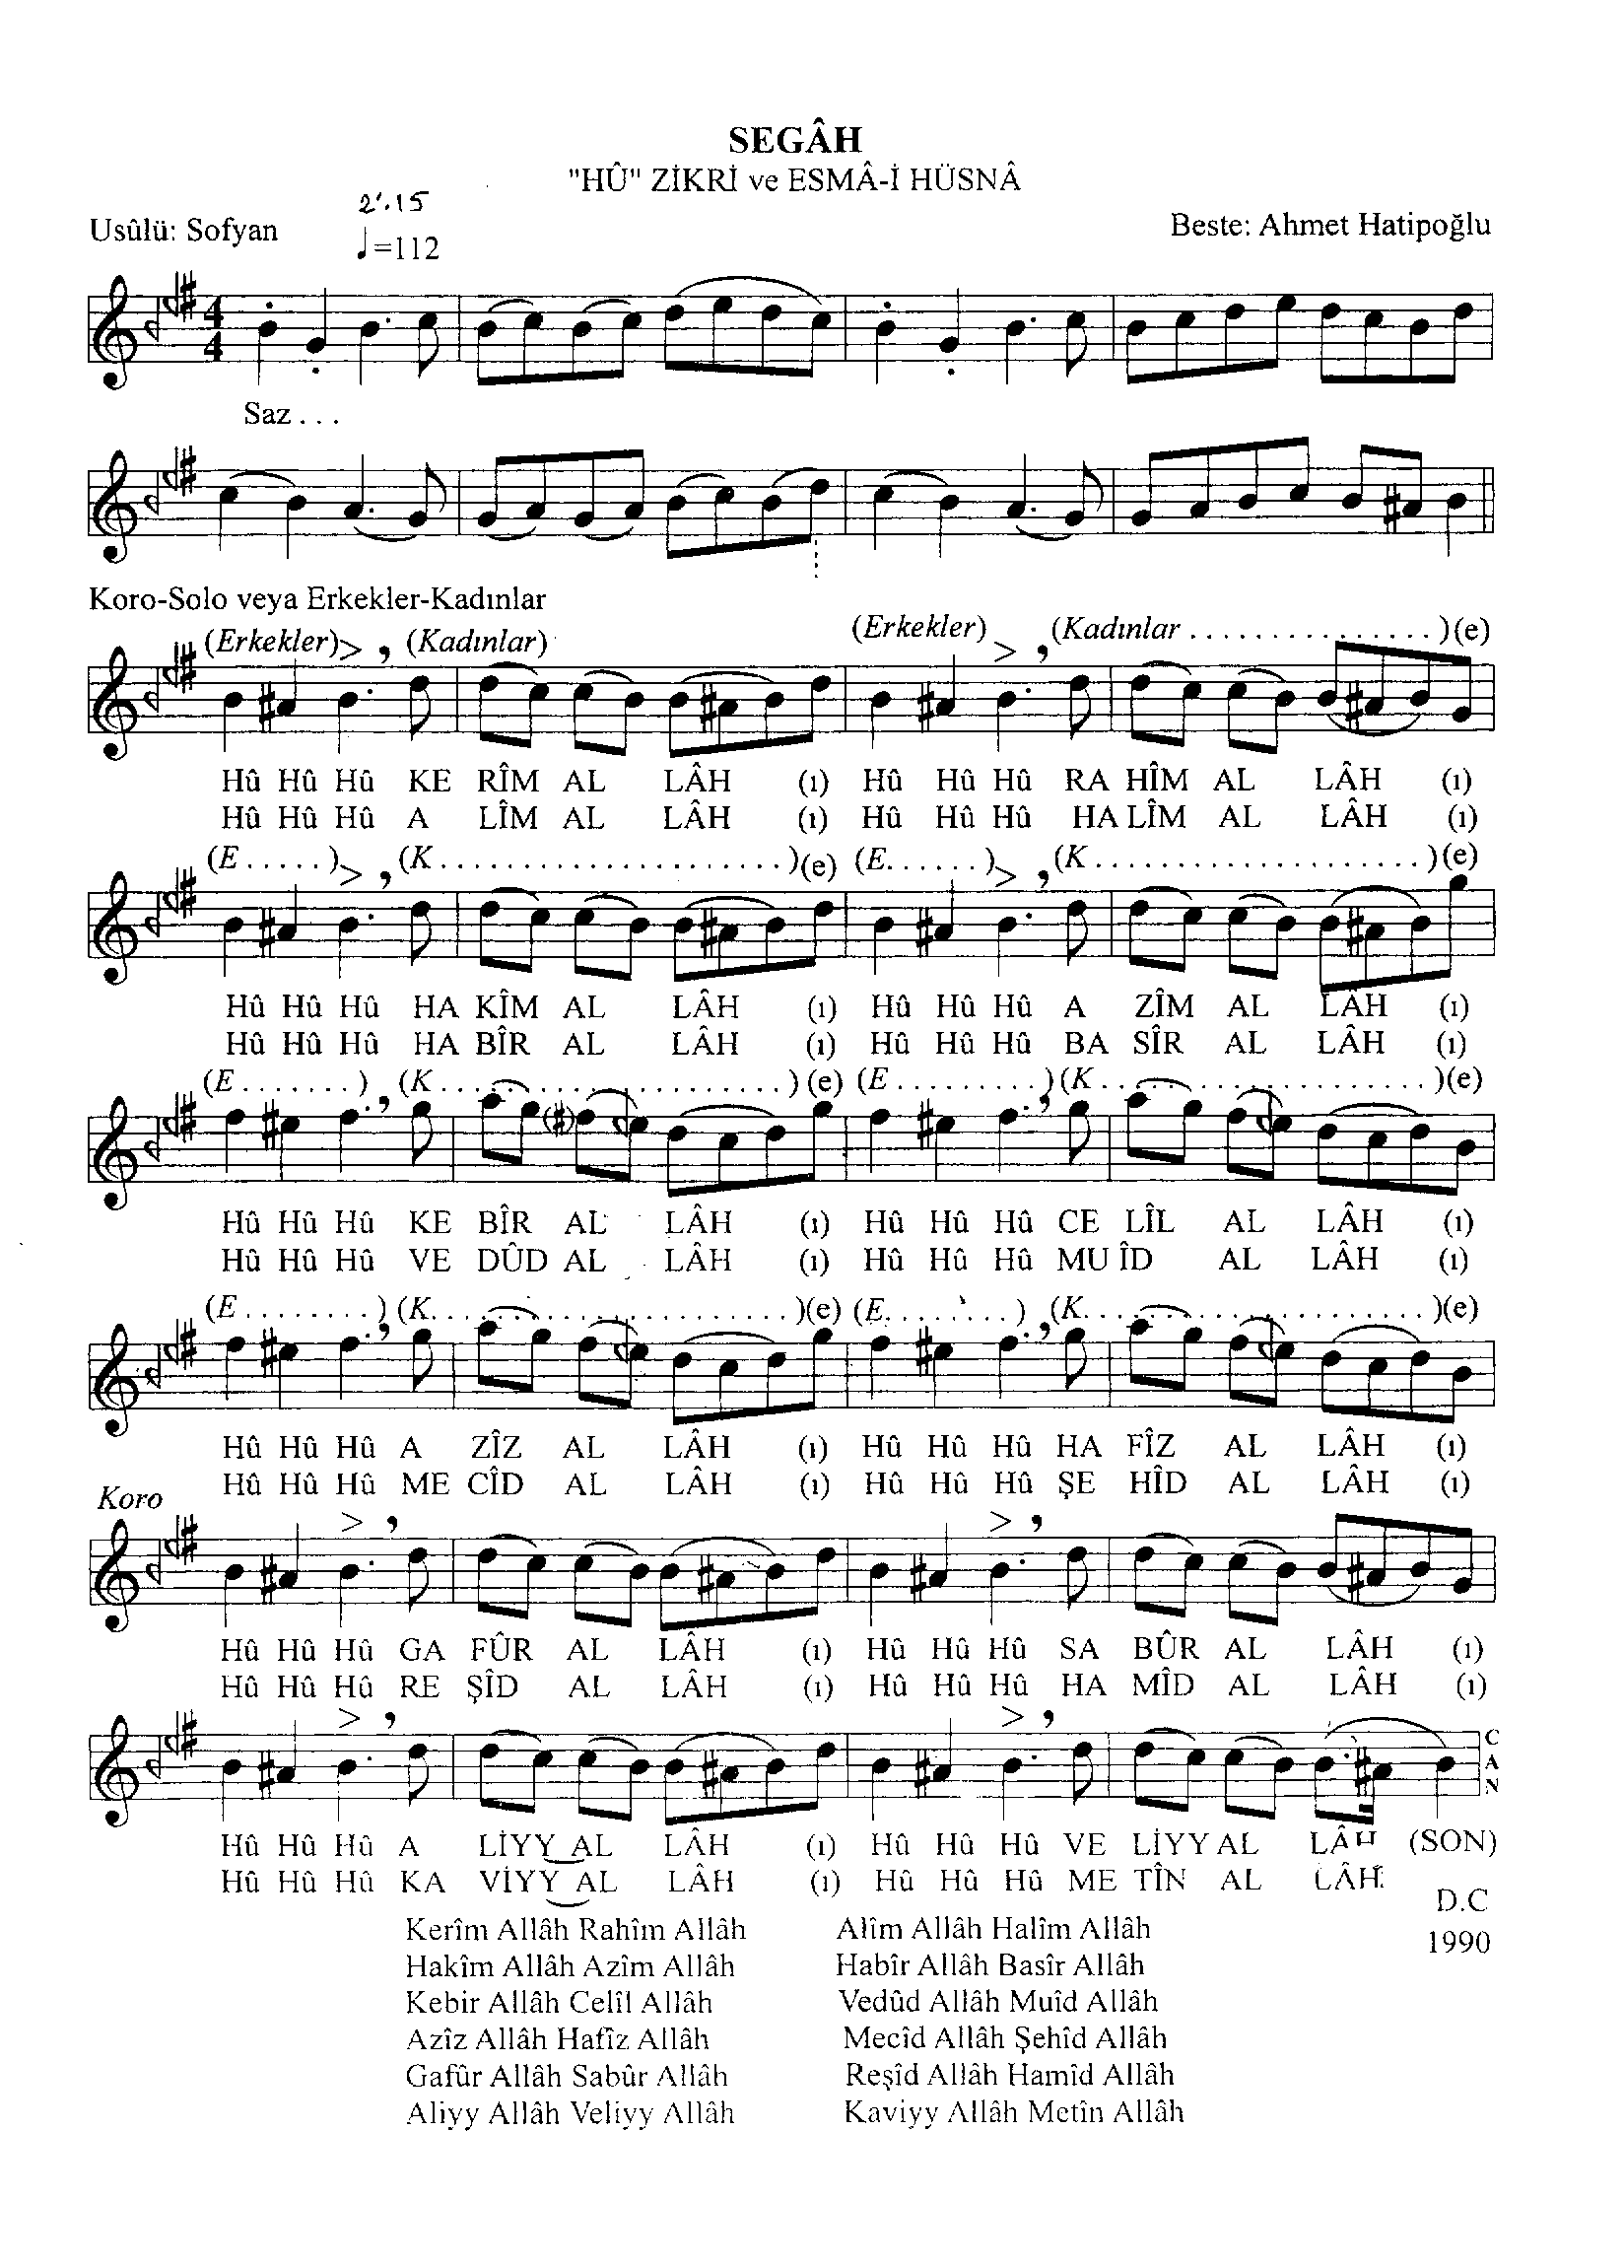 SEGÂH
"HÛ" ZİKRİ ve ESMÂ-İ HÜSNÂ
2'.15
Usûlü: Sofyan ♩=112 Beste: Ahmet Hatipoğlu
4/4
Saz . . .
Koro-Solo veya Erkekler-Kadınlar
(Erkekler) (Kadınlar) (Erkekler) (Kadınlar . . . . . . . . . . . . . . . )(e)
HÛ HÛ HÛ KE RÎM AL LÂH (ı) HÛ HÛ HÛ RA HÎM AL LÂH (ı)
HÛ HÛ HÛ A LÎM AL LÂH (ı) HÛ HÛ HÛ HA LÎM AL LÂH (ı)
(E . . . . . ) (K . . . . . . . . . . . . . . . . . . . . . . )(e) (E. . . . . . ) (K . . . . . . . . . . . . . . . . . . . . . )(e)
Hû Hû Hû HA KÎM AL LÂH (ı) Hû Hû Hû A ZÎM AL LÂH (ı)
Hû Hû Hû HA BÎR AL LÂH (ı) Hû Hû Hû BA SÎR AL LÂH (ı)
(E . . . . . . . ) (K . . . . . . . . . . . . . . . . . . . . . . ) (e) (E . . . . . . . . . ) (K . . . . . . . . . . . . . . . . . . . . . )(e)
Hû Hû Hû KE BÎR AL LÂH (ı) Hû Hû Hû CE LÎL AL LÂH (ı)
Hû Hû Hû VE DÛD AL LÂH (ı) Hû Hû Hû MU ÎD AL LÂH (ı)
(E . . . . . . . . ) (K . . . . . . . . . . . . . . . . . . . . . . )(e) (E. . . . . . . . ) (K . . . . . . . . . . . . . . . . . . . . . )(e)
Hû Hû Hû A ZÎZ AL LÂH (ı) Hû Hû Hû HA FÎZ AL LÂH (ı)
Hû Hû Hû ME CÎD AL LÂH (ı) Hû Hû Hû ŞE HÎD AL LÂH (ı)
Koro
Hû Hû Hû GA FÛR AL LÂH (ı) Hû Hû Hû SA BÛR AL LÂH (ı)
Hû Hû Hû RE ŞÎD AL LÂH (ı) Hû Hû Hû HA MÎD AL LÂH (ı)
CAN
Hû Hû Hû A LİYY AL LÂH (ı) Hû Hû Hû VE LİYY AL LÂH (SON)
Hû Hû Hû KA VİYY AL LÂH (ı) Hû Hû Hû ME TÎN AL LÂH
D.C
1990
Kerîm Allâh Rahîm Allâh Alîm Allâh Halîm Allâh
Hakîm Allâh Azîm Allâh Habîr Allâh Basîr Allâh
Kebir Allâh Celîl Allâh Vedûd Allâh Muîd Allâh
Azîz Allâh Hafîz Allâh Mecîd Allâh Şehîd Allâh
Gafûr Allâh Sabûr Allâh Reşîd Allâh Hamîd Allâh
Aliyy Allâh Veliyy Allâh Kaviyy Allâh Metîn Allâh